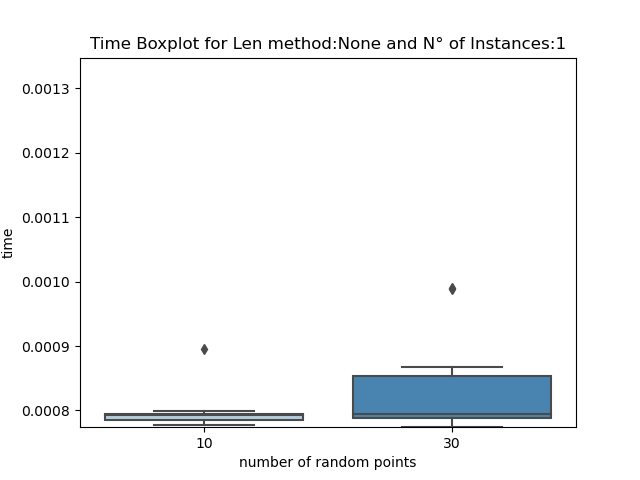 Time Boxplot for Len method:None and N° of Instances:1
0.0013
0.0012
0.0011
0.0010
0.0009
0.0008
time
10 30
number of random points